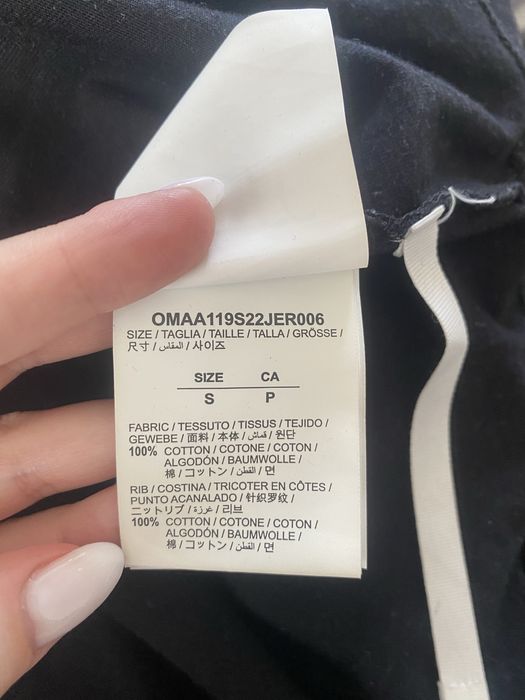 OMAA119S22JER006
SIZE / TAGLIA / TAILLE / TALLA / GRÖSSE /
尺寸 / المقاس / 사이즈
SIZE CA
S P
FABRIC / TESSUTO / TISSUS / TEJIDO /
GEWEBE / 面料 / 本体 / قماش / 원단
100% COTTON / COTONE / COTON /
ALGODÓN / BAUMWOLLE /
棉 / コットン / القطن / 면
RIB / COSTINA / TRICOTER EN CÔTES /
PUNTO ACANALADO / 针织罗纹 /
ニットリブ / غرزة / 리브
100% COTTON / COTONE / COTON /
ALGODÓN / BAUMWOLLE /
棉 / コットン / القطن / 면